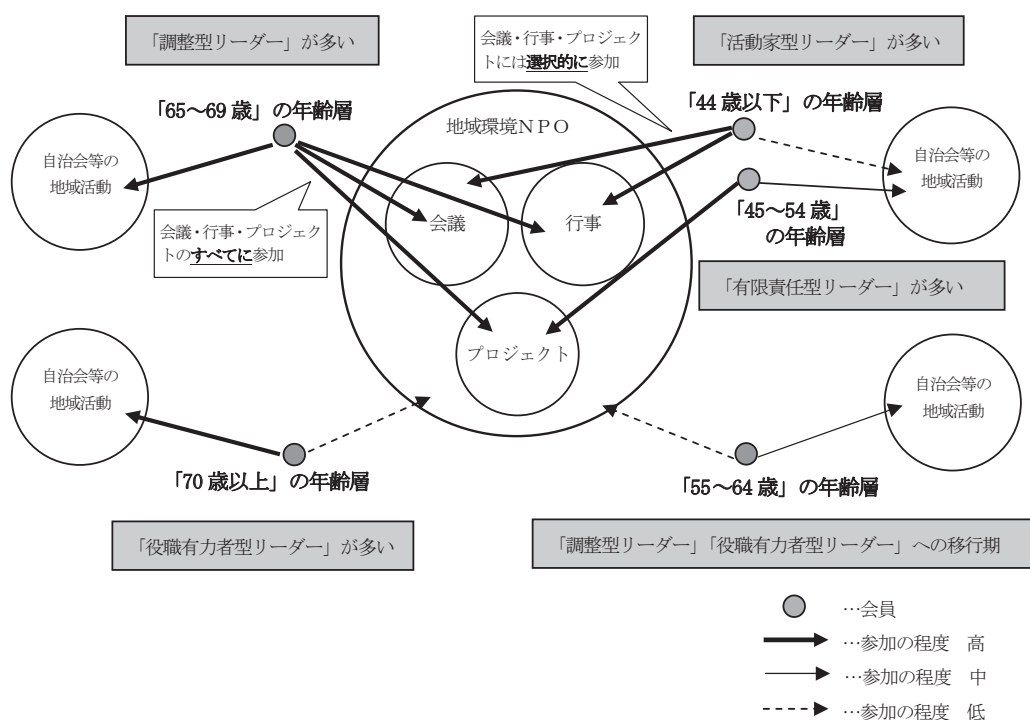 「調整型リーダー」が多い
会議・行事・プロジェク
トには選択的に参加
「活動家型リーダー」が多い
「65～69 歳」の年齢層
「44 歳以下」の年齢層
地域環境ＮＰＯ
自治会等の
地域活動
自治会等の
地域活動
会議
行事
「45～54 歳」
の年齢層
会議・行事・プロジェク
トのすべてに参加
「有限責任型リーダー」が多い
プロジェクト
自治会等の
地域活動
自治会等の
地域活動
「70 歳以上」の年齢層
「55～64 歳」の年齢層
「役職有力者型リーダー」が多い
「調整型リーダー」「役職有力者型リーダー」への移行期
…会員
…参加の程度　高
…参加の程度　中
…参加の程度　低